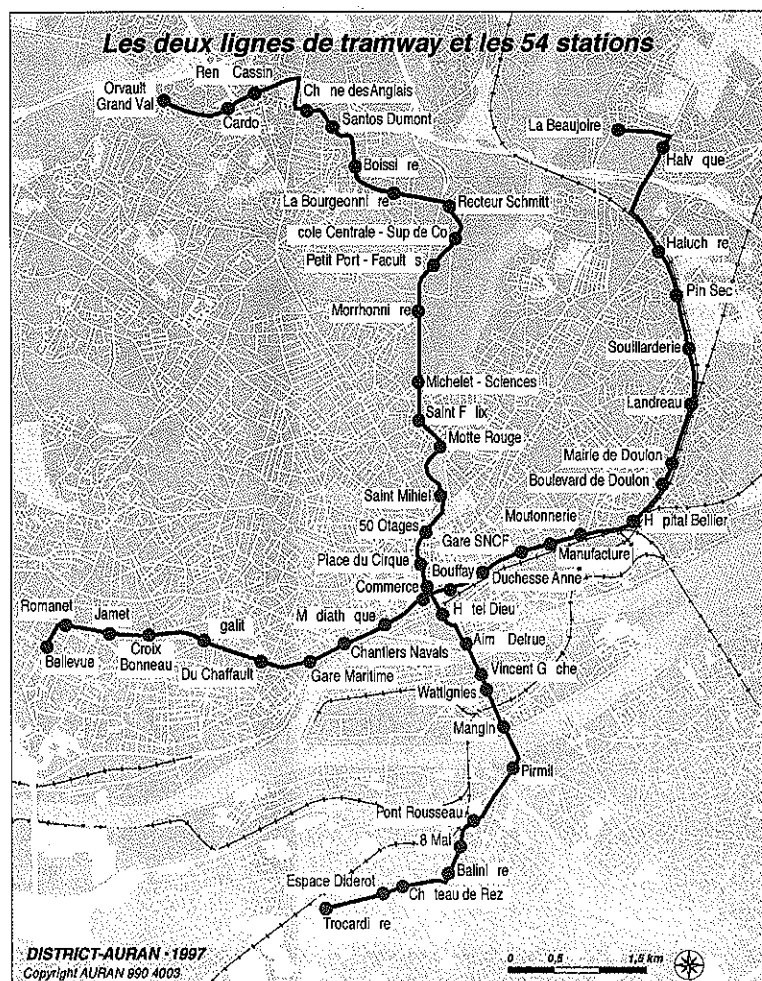 Les deux lignes de tramway et les 54 stations
Ren Cassin
Orvault
Grand Val
Cardo
Ch ne des Anglais
Santos Dumont
La Beaujoire
Halv que
Boissi re
La Bourgeonni re
Recteur Schmitt
cole Centrale - Sup de Co
Petit Port - Facult s
Haluch re
Pin Sec
Morrhonni re
Souillarderie
Michelet - Sciences
Landreau
Saint F lix
Motte Rouge
Mairie de Doulon
Boulevard de Doulon
Saint Mihiel
Moutonnerie
H pital Bellier
50 Otages
Gare SNCF
Manufacture
Place du Cirque
Bouffay
Duchesse Anne
Commerce
Romanet
Jamet
galit
M diath que
H tel Dieu
Croix
Bonneau
Bellevue
Du Chaffault
Gare Maritime
Chantiers Navals
Aim Delrue
Vincent G che
Wattignies
Mangin
Pirmil
Pont Rousseau
8 Mai
Balini re
Espace Diderot
Ch teau de Rez
Trocardi re
DISTRICT-AURAN - 1997
Copyright AURAN 990 4003
0 0,5 1,5 km